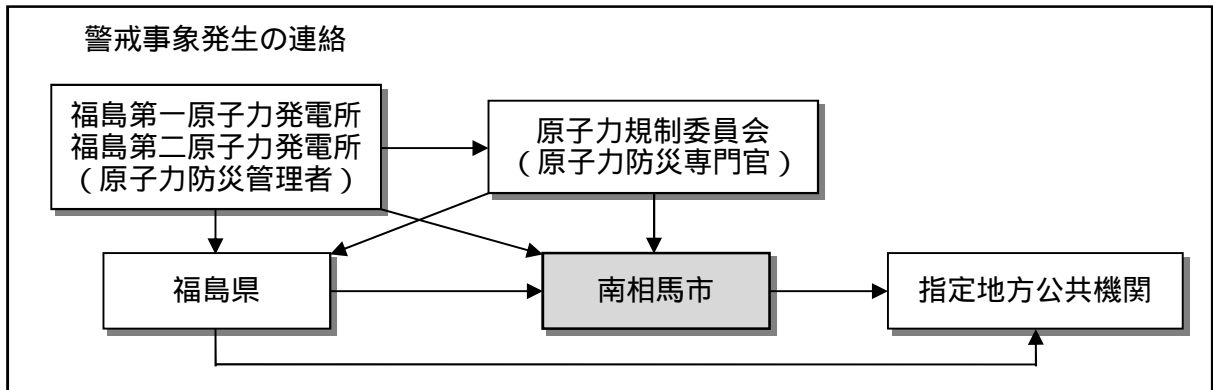 警戒事象発生の連絡
福島第一原子力発電所
福島第二原子力発電所
(原子力防災管理者)
原子力規制委員会
(原子力防災専門官)
福島県
南相馬市
指定地方公共機関